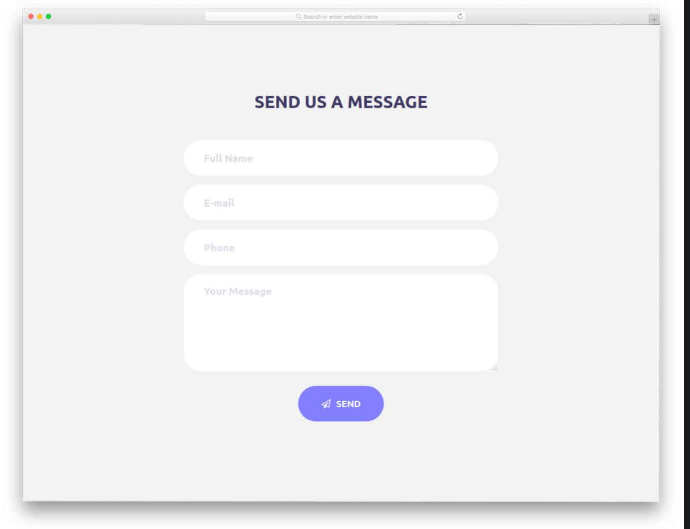 Search or enter website name
SEND US A MESSAGE
Full Name
E-mail
Phone
Your Message
SEND